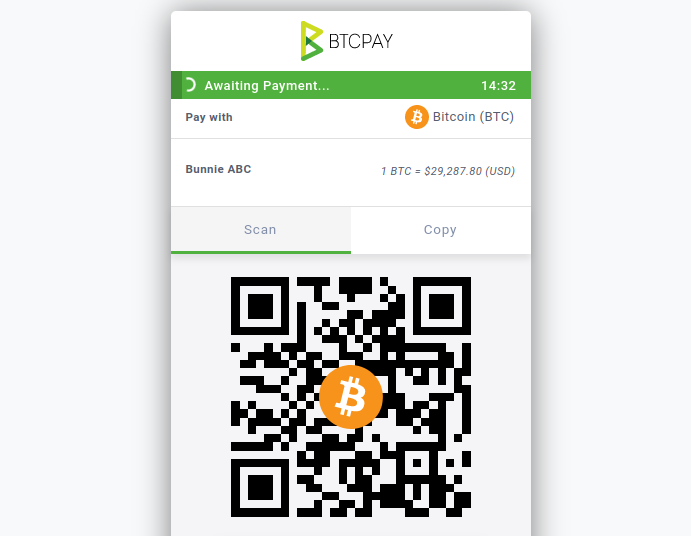 BTCPAY
Awaiting Payment... 14:32
Pay with Bitcoin (BTC)
Bunnie ABC 1 BTC = $29,287.80 (USD)
Scan Copy